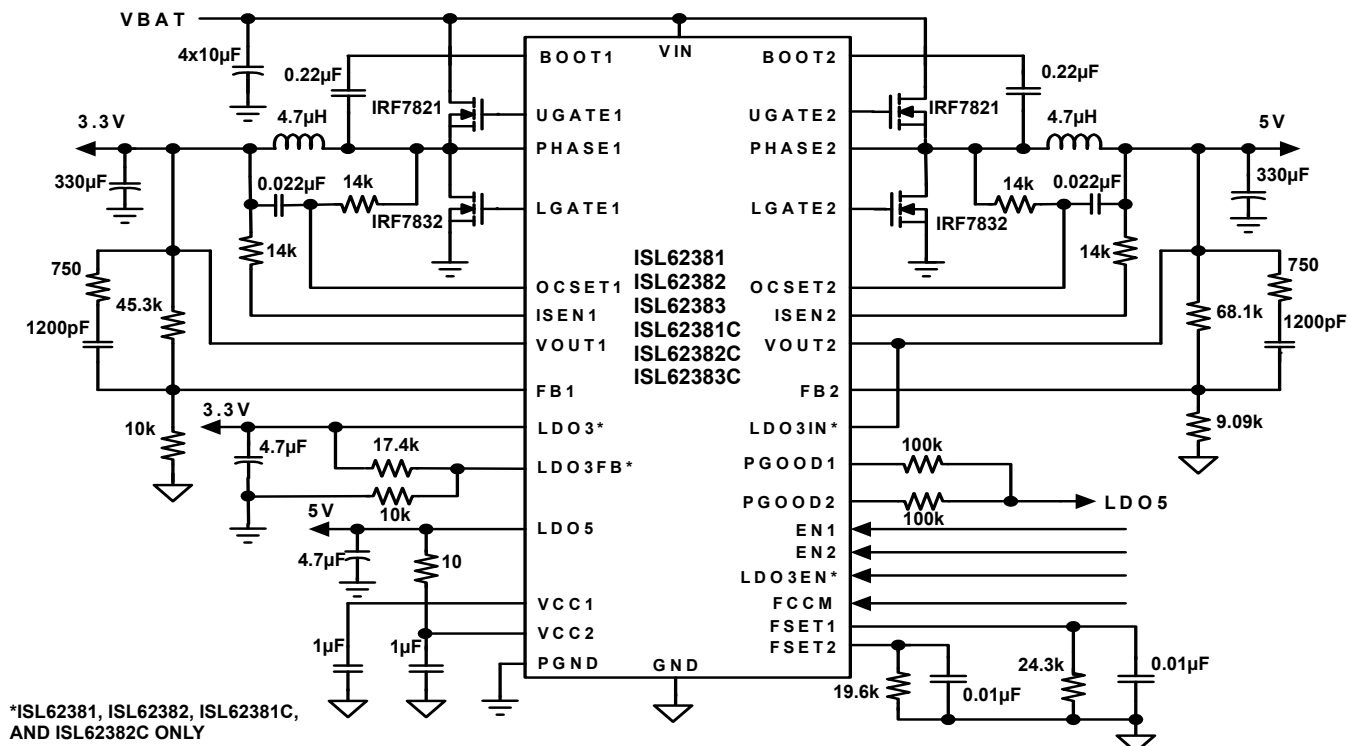 VBAT
4x10µF
0.22µF
IRF7821
3.3V
4.7µH
330µF
0.022µF
14k
IRF7832
14k
750
45.3k
1200pF
10k
3.3V
4.7µF
17.4k
10k
5V
4.7µF
10
1µF
1µF
VIN
BOOT1
UGATE1
PHASE1
LGATE1
OCSET1
ISEN1
VOUT1
FB1
LDO3*
LDO3FB*
LDO5
VCC1
VCC2
PGND
GND
ISL62381
ISL62382
ISL62383
ISL62381C
ISL62382C
ISL62383C
BOOT2
UGATE2
PHASE2
LGATE2
OCSET2
ISEN2
VOUT2
FB2
LDO3IN*
PGOOD1
PGOOD2
EN1
EN2
LDO3EN*
FCCM
FSET1
FSET2
0.22µF
IRF7821
4.7µH
5V
14k
0.022µF
330µF
IRF7832
14k
750
68.1k
1200pF
9.09k
100k
100k
LDO5
19.6k
0.01µF
24.3k
0.01µF
*ISL62381, ISL62382, ISL62381C,
AND ISL62382C ONLY